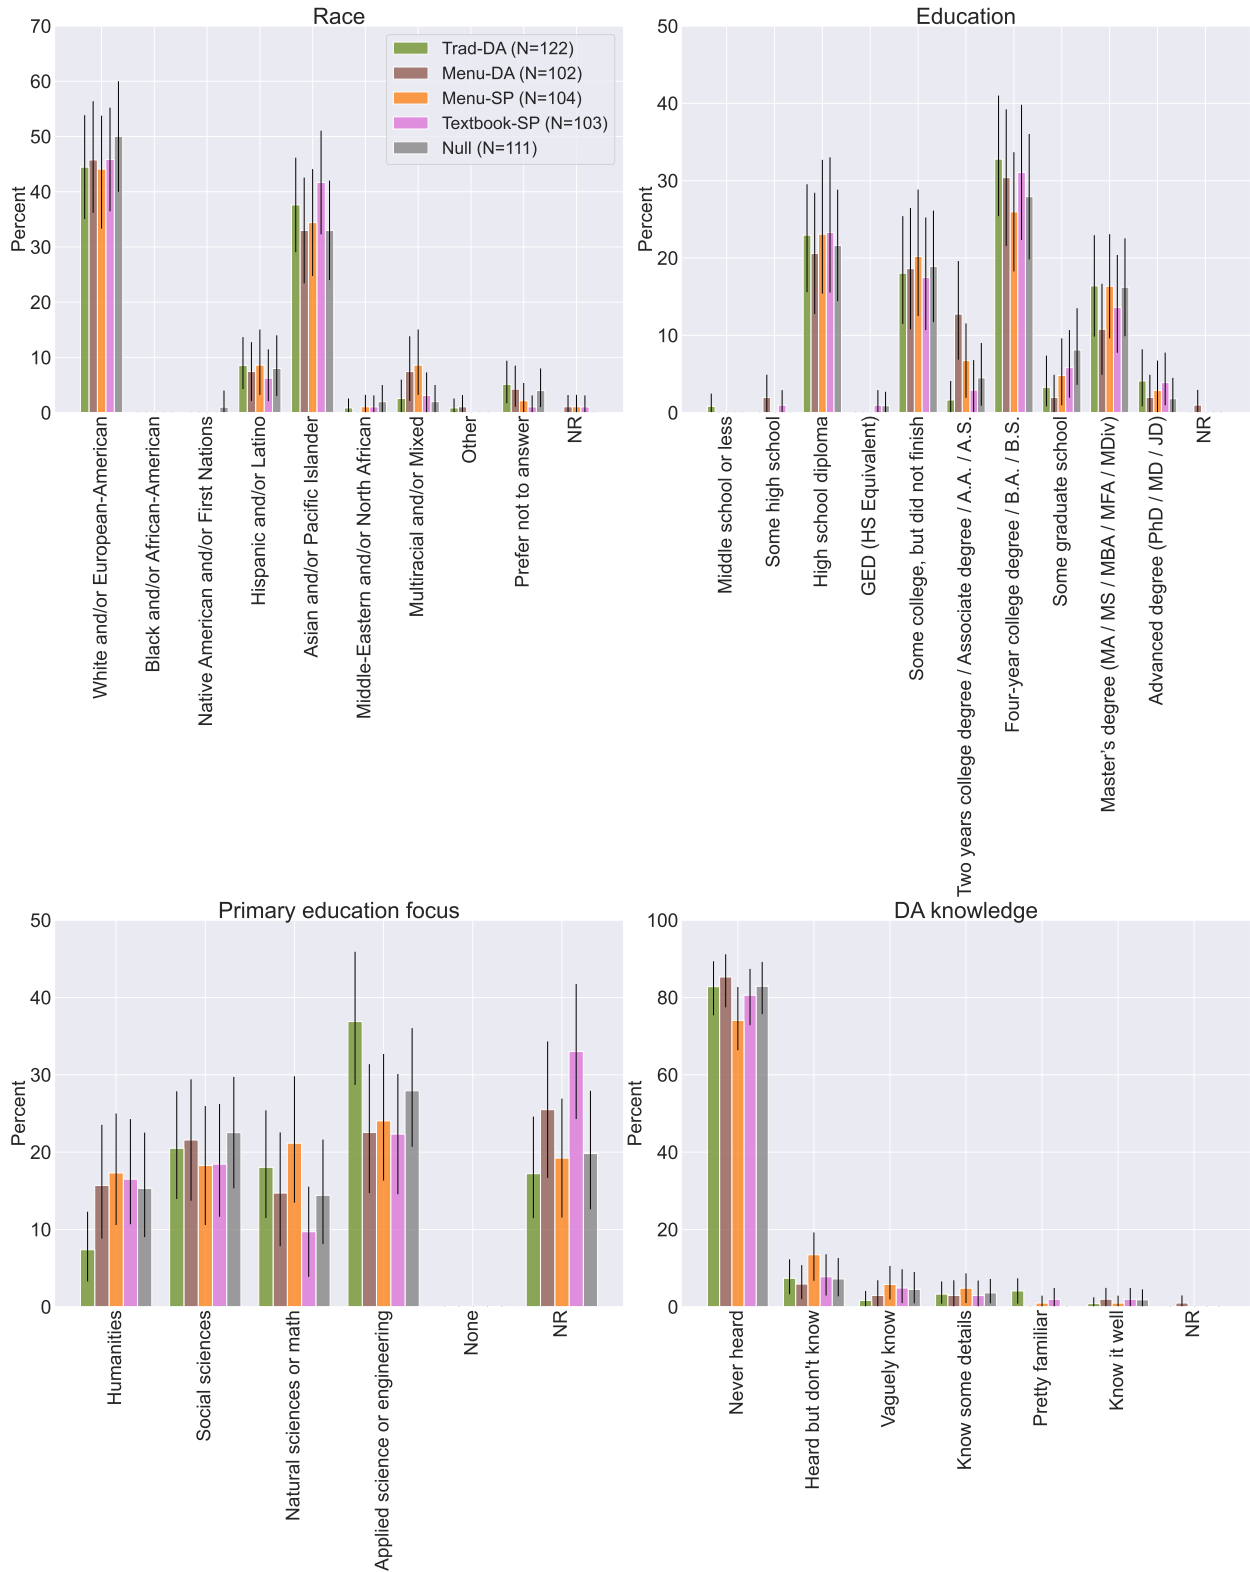 Race
70
60
50
40
30
20
10
0
Percent
Trad-DA (N=122)
Menu-DA (N=102)
Menu-SP (N=104)
Textbook-SP (N=103)
Null (N=111)
White and/or European-American
Black and/or African-American
Native American and/or First Nations
Hispanic and/or Latino
Asian and/or Pacific Islander
Middle-Eastern and/or North African
Multiracial and/or Mixed
Other
Prefer not to answer
NR
Education
50
40
30
20
10
0
Percent
Middle school or less
Some high school
High school diploma
GED (HS Equivalent)
Some college, but did not finish
Two years college degree / Associate degree / A.A. / A.S.
Four-year college degree / B.A. / B.S.
Some graduate school
Master's degree (MA / MS / MBA / MFA / MDiv)
Advanced degree (PhD / MD / JD)
NR
Primary education focus
50
40
30
20
10
0
Percent
Humanities
Social sciences
Natural sciences or math
Applied science or engineering
None
NR
DA knowledge
100
80
60
40
20
0
Percent
Never heard
Heard but don't know
Vaguely know
Know some details
Pretty familiar
Know it well
NR